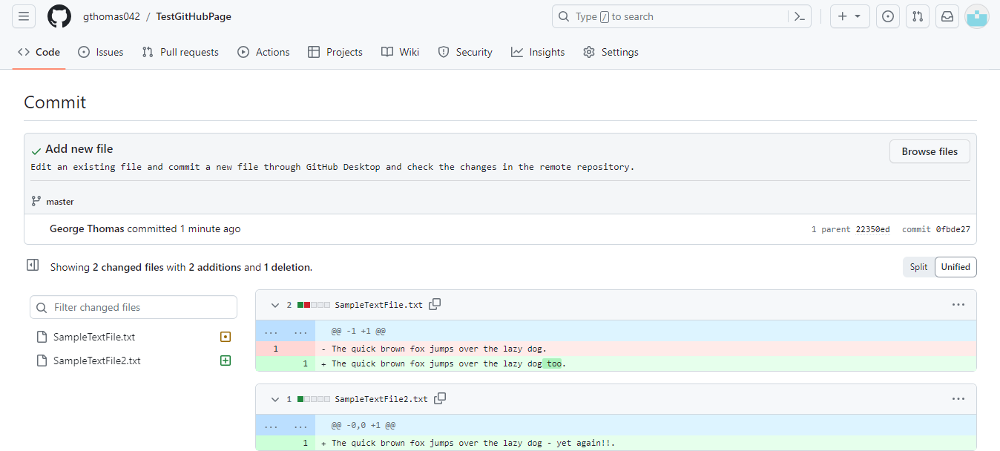 gthomas042 / TestGitHubPage
Type / to search
Code Issues Pull requests Actions Projects Wiki Security Insights Settings
Commit
Add new file
Browse files
Edit an existing file and commit a new file through GitHub Desktop and check the changes in the remote repository.
master
George Thomas committed 1 minute ago
1 parent 22350ed commit 0fbde27
Showing 2 changed files with 2 additions and 1 deletion.
Split Unified
Filter changed files
SampleTextFile.txt
SampleTextFile2.txt
2 SampleTextFile.txt ...
... ... @@ -1 +1 @@
1 - The quick brown fox jumps over the lazy dog.
1 + The quick brown fox jumps over the lazy dog too.
1 SampleTextFile2.txt ...
... ... @@ -0,0 +1 @@
1 + The quick brown fox jumps over the lazy dog - yet again!!.